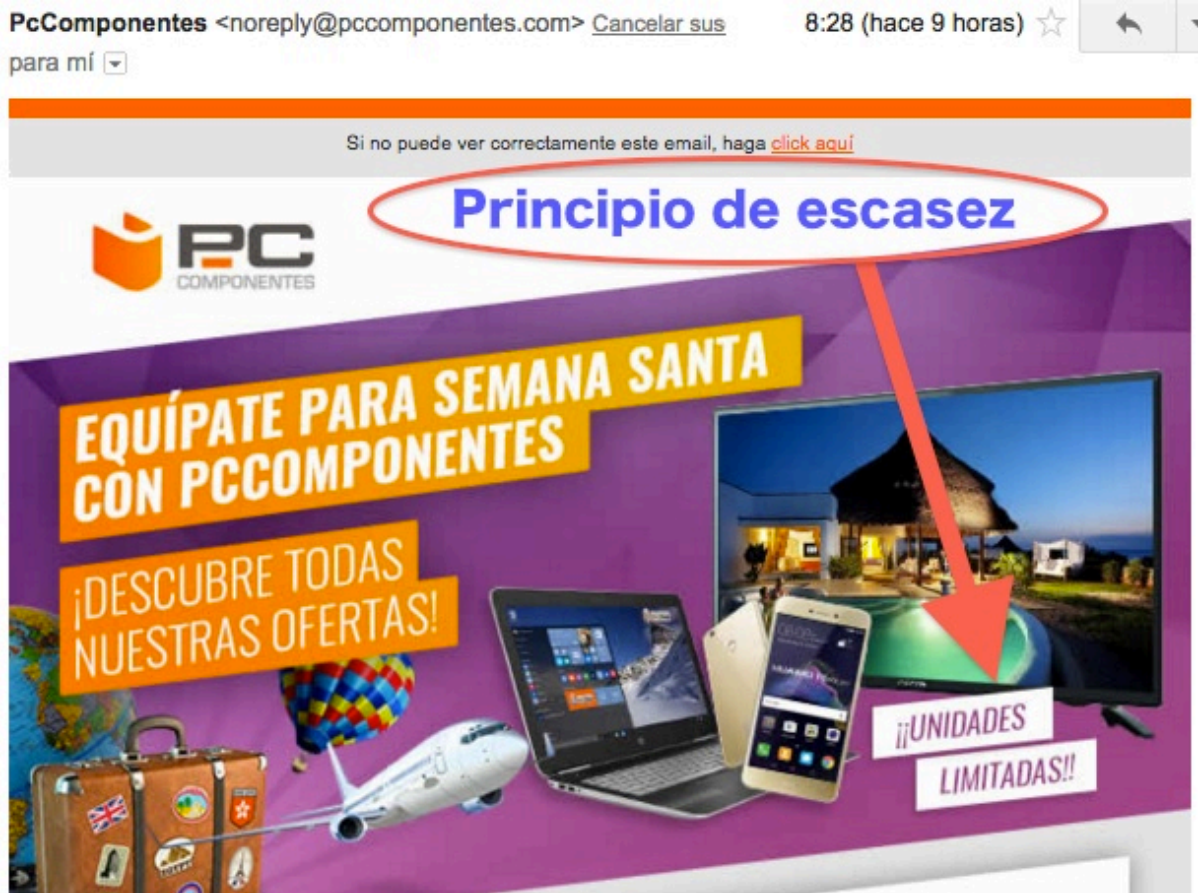 PcComponentes <noreply@pccomponentes.com> Cancelar sus 8:28 (hace 9 horas)
para mí
Si no puede ver correctamente este email, haga click aquí
Principio de escasez
PC
COMPONENTES
EQUÍPATE PARA SEMANA SANTA
CON PCCOMPONENTES
¡DESCUBRE TODAS
NUESTRAS OFERTAS!
¡¡UNIDADES
LIMITADAS!!